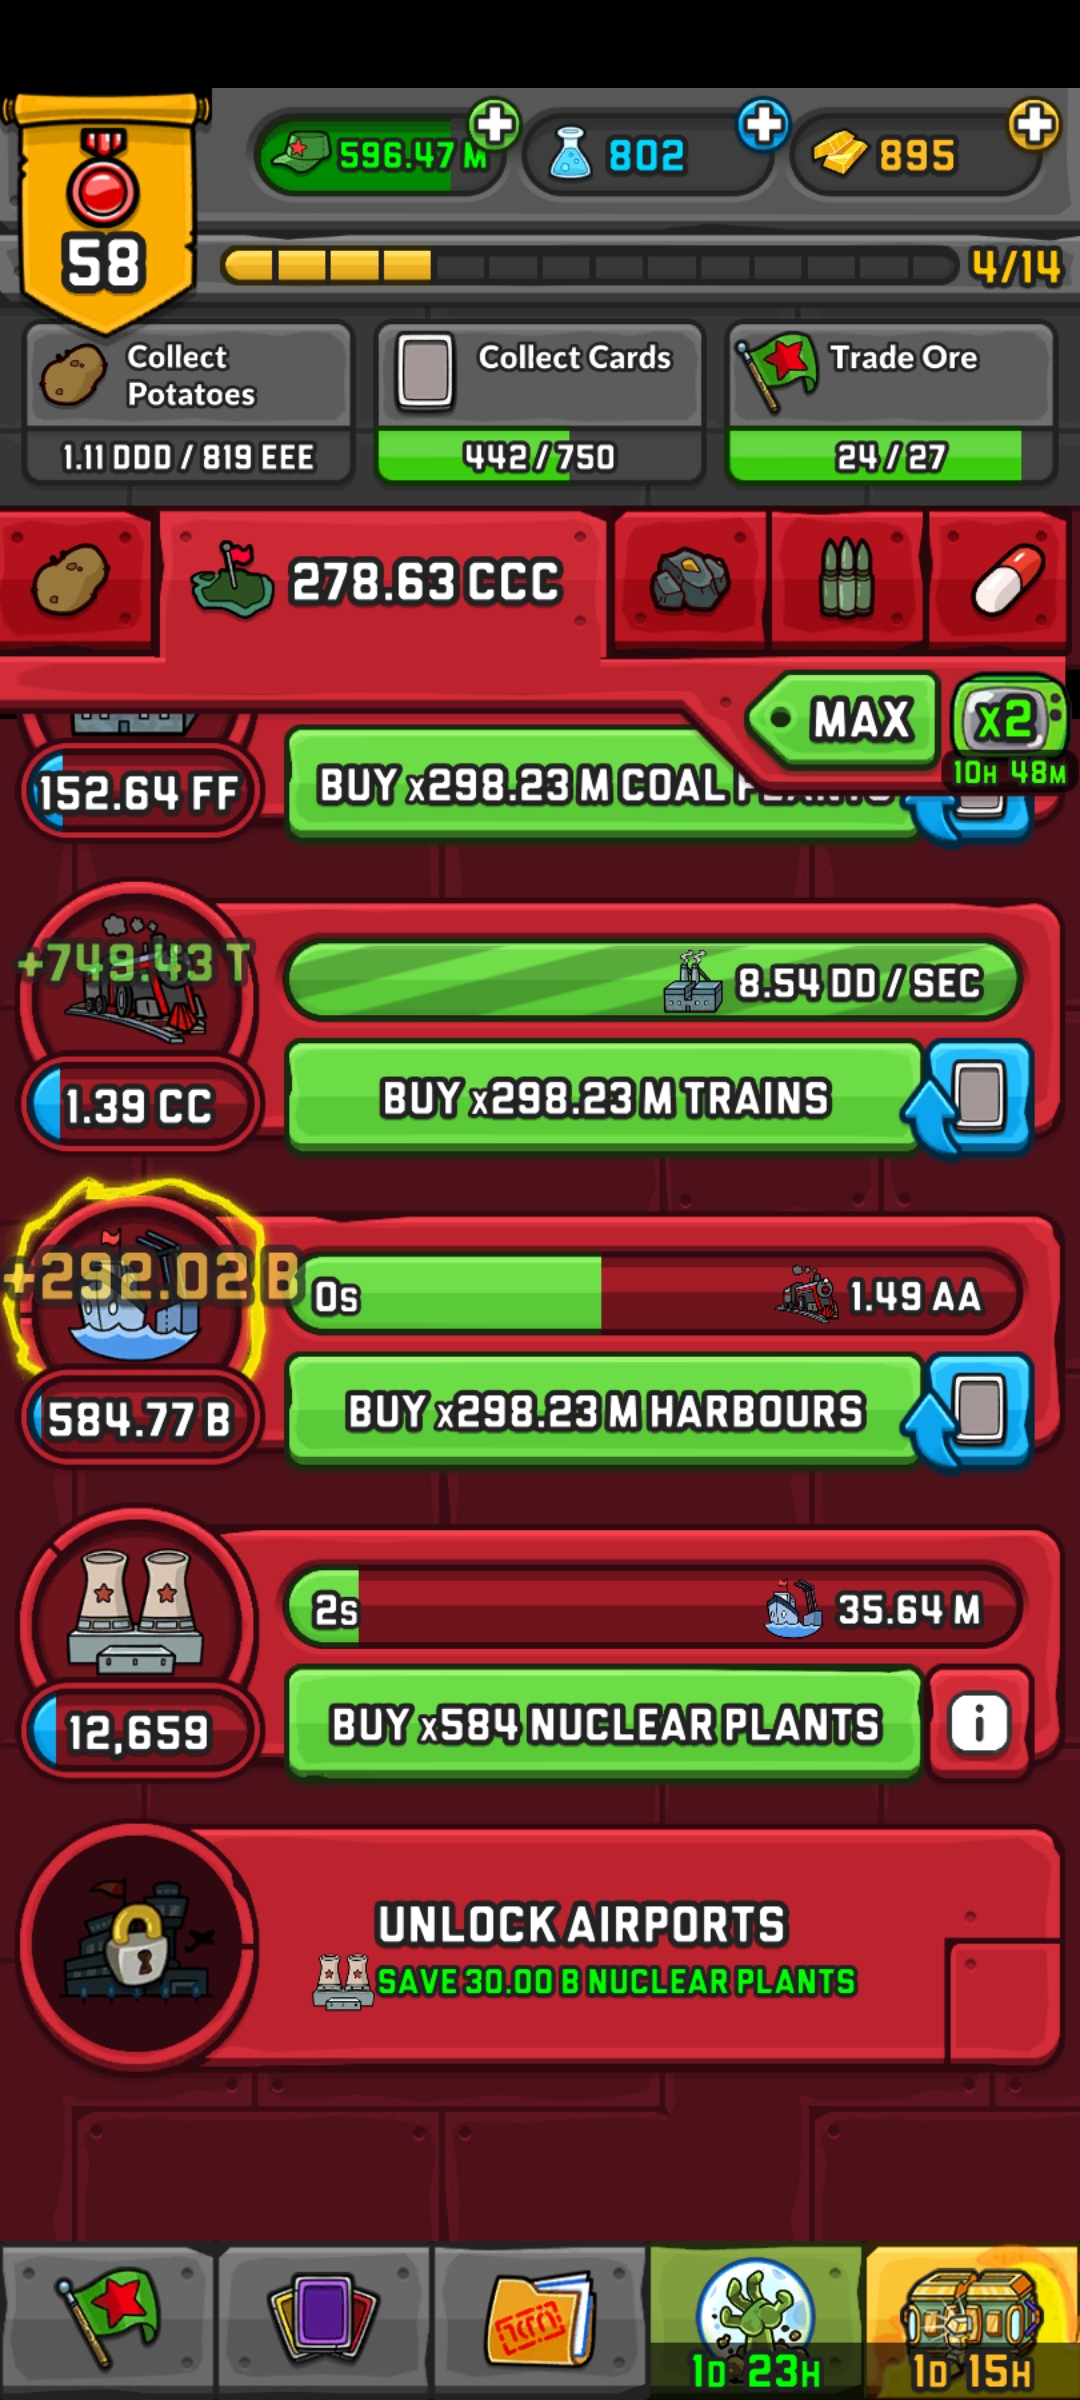 58
596.47 M
802
895
4/14
Collect
Potatoes
1.11 DDD / 819 EEE
Collect Cards
442/750
Trade Ore
24/27
278.63 CCC
MAX
x2
10H 48M
152.64 FF
BUY x298.23 M COAL PLANTS
+749.43 T
8.54 DD / SEC
1.39 CC
BUY x298.23 M TRAINS
+292.02 B
0s
1.49 AA
584.77 B
BUY x298.23 M HARBOURS
2s
35.64 M
12,659
BUY x584 NUCLEAR PLANTS
i
UNLOCK AIRPORTS
SAVE 30.00 B NUCLEAR PLANTS
1D 23H
1D 15H